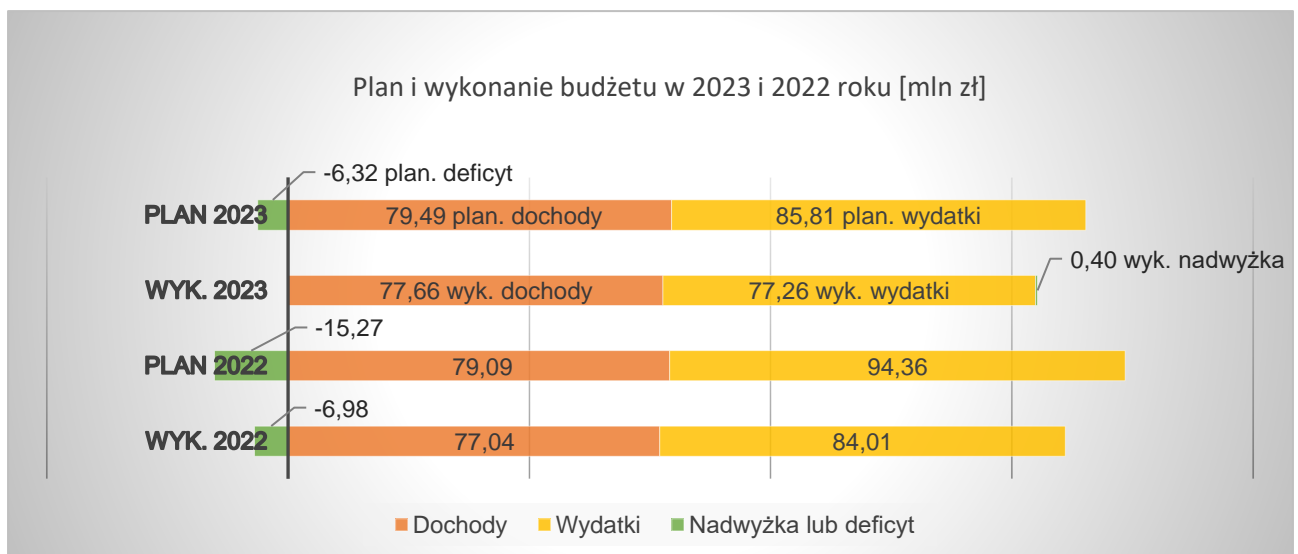 Plan i wykonanie budżetu w 2023 i 2022 roku [mln zł]
-6,32 plan. deficyt
PLAN 2023
79,49 plan. dochody
85,81 plan. wydatki
0,40 wyk. nadwyżka
WYK. 2023
77,66 wyk. dochody
77,26 wyk. wydatki
-15,27
PLAN 2022
79,09
94,36
-6,98
WYK. 2022
77,04
84,01
Dochody
Wydatki
Nadwyżka lub deficyt